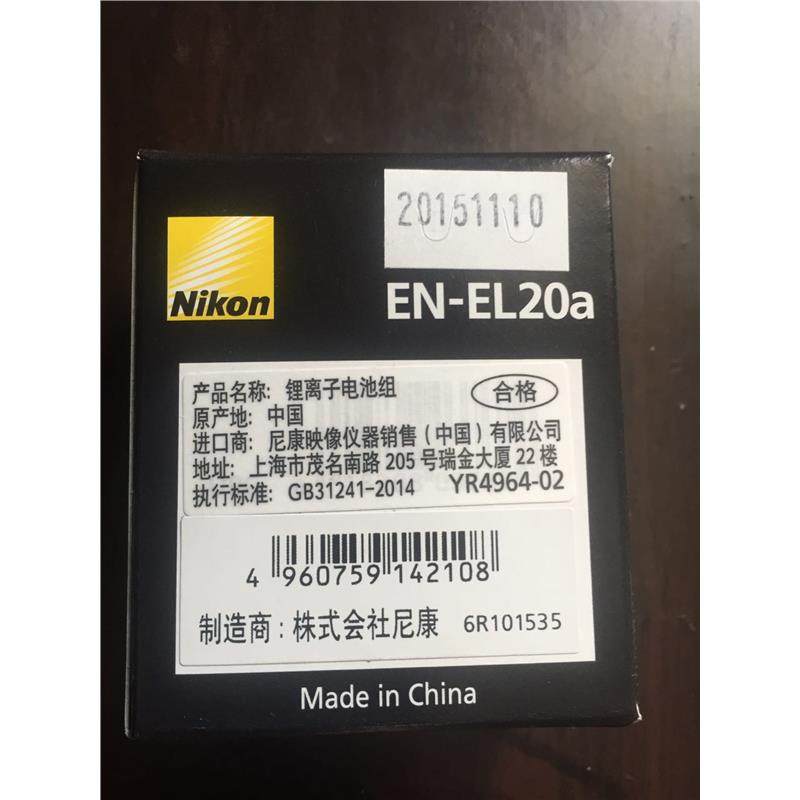 20151110
Nikon
EN-EL20a
产品名称: 锂离子电池组
合格
原产地: 中国
进口商: 尼康映像仪器销售（中国）有限公司
地址: 上海市茂名南路 205 号瑞金大厦 22 楼
执行标准: GB31241-2014 YR4964-02
4 960759 142108
制造商: 株式会社尼康 6R101535
Made in China